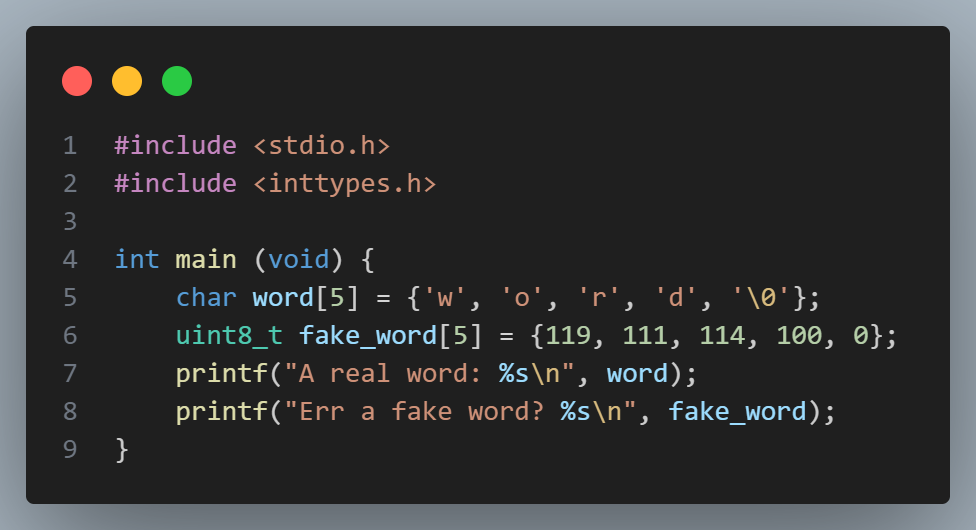 1 #include <stdio.h>
2 #include <inttypes.h>
3
4 int main (void) {
5     char word[5] = {'w', 'o', 'r', 'd', '\0'};
6     uint8_t fake_word[5] = {119, 111, 114, 100, 0};
7     printf("A real word: %s\n", word);
8     printf("Err a fake word? %s\n", fake_word);
9 }